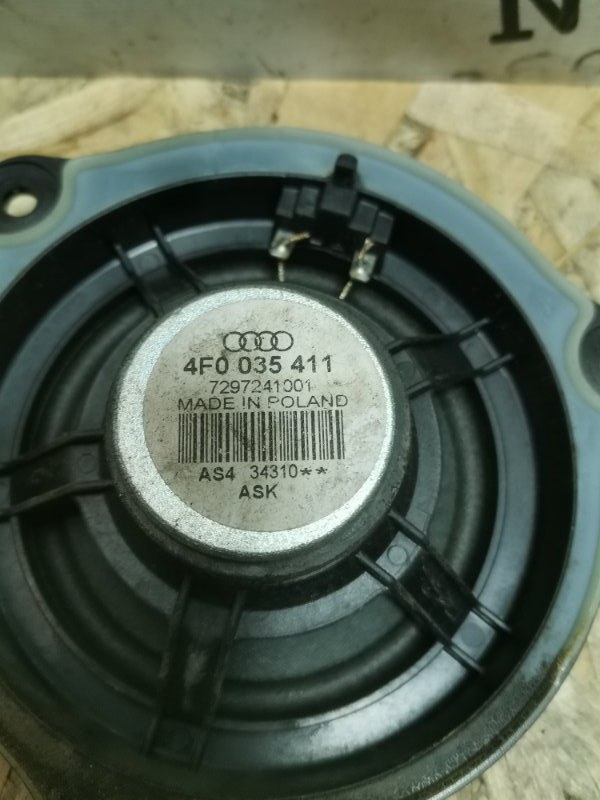 N
4F0 035 411
7297241001
MADE IN POLAND
AS4 34310**
ASK